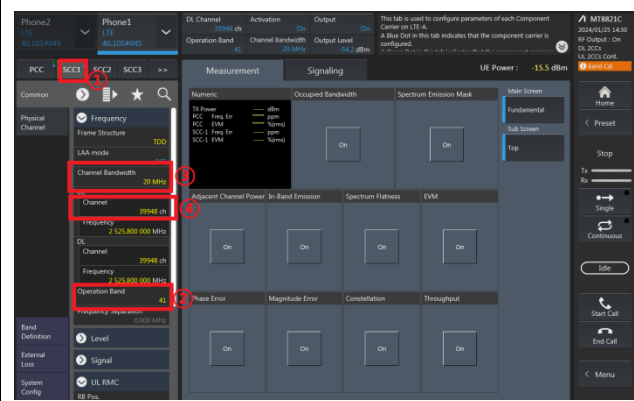 Phone2
LTE
40.105#045
Phone1
LTE
40.105#045
DL Channel
39948 ch
Activation
On
Output
On
Operation Band
41
Channel Bandwidth
20 MHz
Output Level
-54.2 dBm
This tab is used to configure parameters of each Component
Carrier on LTE-A.
A Blue Dot in this tab indicates that the component carrier is
configured.
MT8821C
2024/01/25 14:30
RF Output : On
DL 2CCs
UL 2CCs Cont.
Band Cal
PCC
SCC1
SCC2
SCC3
>>
①
Measurement
Signaling
UE Power : -15.5 dBm
Common
Physical
Channel
Frequency
Frame Structure
TDD
LAA mode
Channel Bandwidth
20 MHz
③
UL
Channel
39948 ch
④
Frequency
2 525.800 000 MHz
DL
Channel
39948 ch
Frequency
2 525.800 000 MHz
Operation Band
41
②
Frequency Separation
0.000 MHz
Level
Signal
UL RMC
RB Pos.
Band
Definition
External
Loss
System
Config
Numeric
TX Power ----- dBm
PCC Freq. Err ***** ppm
PCC EVM ***** %(rms)
SCC-1 Freq. Err ----- ppm
SCC-1 EVM ----- %(rms)
Occupied Bandwidth
On
Spectrum Emission Mask
On
Adjacent Channel Power
On
In-Band Emission
On
Spectrum Flatness
On
EVM
On
Phase Error
On
Magnitude Error
On
Constellation
On
Throughput
On
Main Screen
Fundamental
Sub Screen
Top
Home
< Preset
Stop
Tx
Rx
Single
Continuous
Idle
Start Call
End Call
< Menu